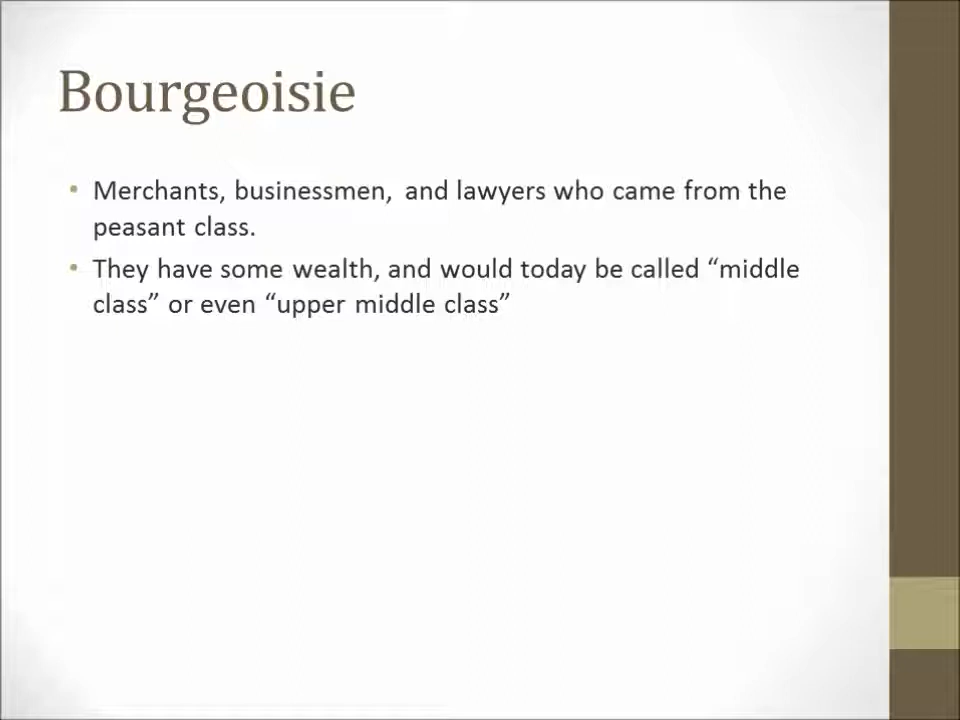 Bourgeoisie
• Merchants, businessmen, and lawyers who came from the
peasant class.
• They have some wealth, and would today be called “middle
class” or even “upper middle class”